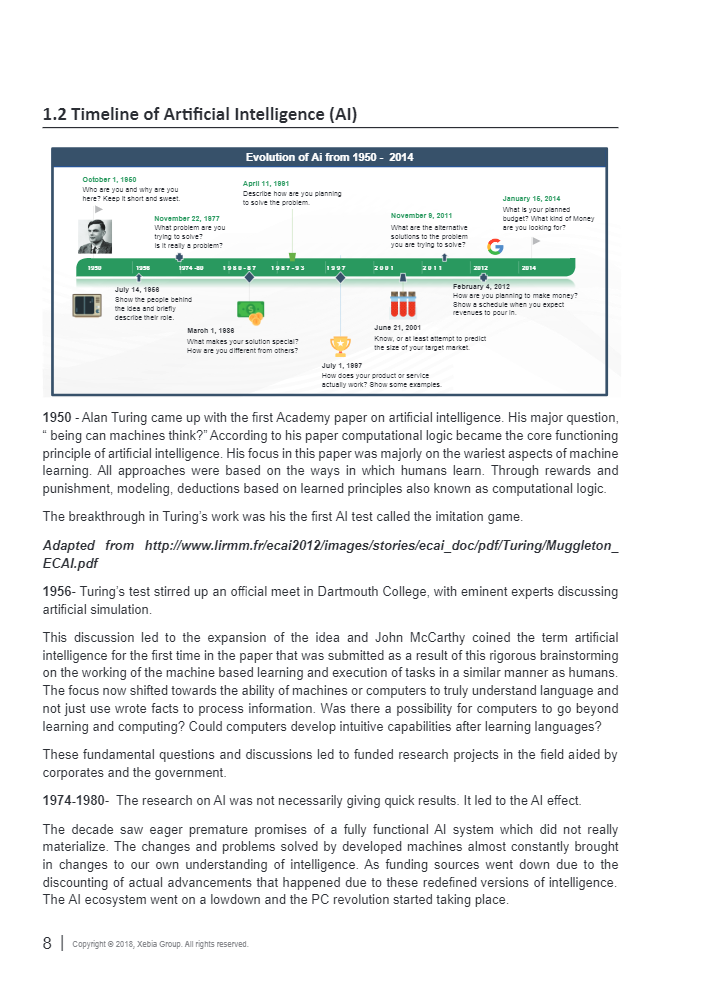 1.2 Timeline of Artificial Intelligence (AI)
Evolution of Ai from 1950 - 2014
October 1, 1950
Who are you and why are you
here? Keep it short and sweet.
November 22, 1977
What problem are you
trying to solve?
Is it really a problem?
April 11, 1991
Describe how are you planning
to solve the problem.
November 9, 2011
What are the alternative
solutions to the problem
you are trying to solve?
January 16, 2014
What is your planned
budget? What kind of Money
are you looking for?
1950 1956 1974-80 1980-87 1987-93 1997 2001 2011 2012 2014
July 14, 1956
Show the people behind
the idea and briefly
describe their role.
March 1, 1986
What makes your solution special?
How are you different from others?
July 1, 1997
How does your product or service
actually work? Show some examples.
June 21, 2001
Know, or at least attempt to predict
the size of your target market.
February 4, 2012
How are you planning to make money?
Show a schedule when you expect
revenues to pour in.
1950 - Alan Turing came up with the first Academy paper on artificial intelligence. His major question,
“ being can machines think?” According to his paper computational logic became the core functioning
principle of artificial intelligence. His focus in this paper was majorly on the wariest aspects of machine
learning. All approaches were based on the ways in which humans learn. Through rewards and
punishment, modeling, deductions based on learned principles also known as computational logic.
The breakthrough in Turing’s work was his the first AI test called the imitation game.
Adapted from http://www.lirmm.fr/ecai2012/images/stories/ecai_doc/pdf/Turing/Muggleton_
ECAI.pdf
1956- Turing’s test stirred up an official meet in Dartmouth College, with eminent experts discussing
artificial simulation.
This discussion led to the expansion of the idea and John McCarthy coined the term artificial
intelligence for the first time in the paper that was submitted as a result of this rigorous brainstorming
on the working of the machine based learning and execution of tasks in a similar manner as humans.
The focus now shifted towards the ability of machines or computers to truly understand language and
not just use wrote facts to process information. Was there a possibility for computers to go beyond
learning and computing? Could computers develop intuitive capabilities after learning languages?
These fundamental questions and discussions led to funded research projects in the field aided by
corporates and the government.
1974-1980- The research on AI was not necessarily giving quick results. It led to the AI effect.
The decade saw eager premature promises of a fully functional AI system which did not really
materialize. The changes and problems solved by developed machines almost constantly brought
in changes to our own understanding of intelligence. As funding sources went down due to the
discounting of actual advancements that happened due to these redefined versions of intelligence.
The AI ecosystem went on a lowdown and the PC revolution started taking place.
8 | Copyright © 2018, Xebia Group. All rights reserved.